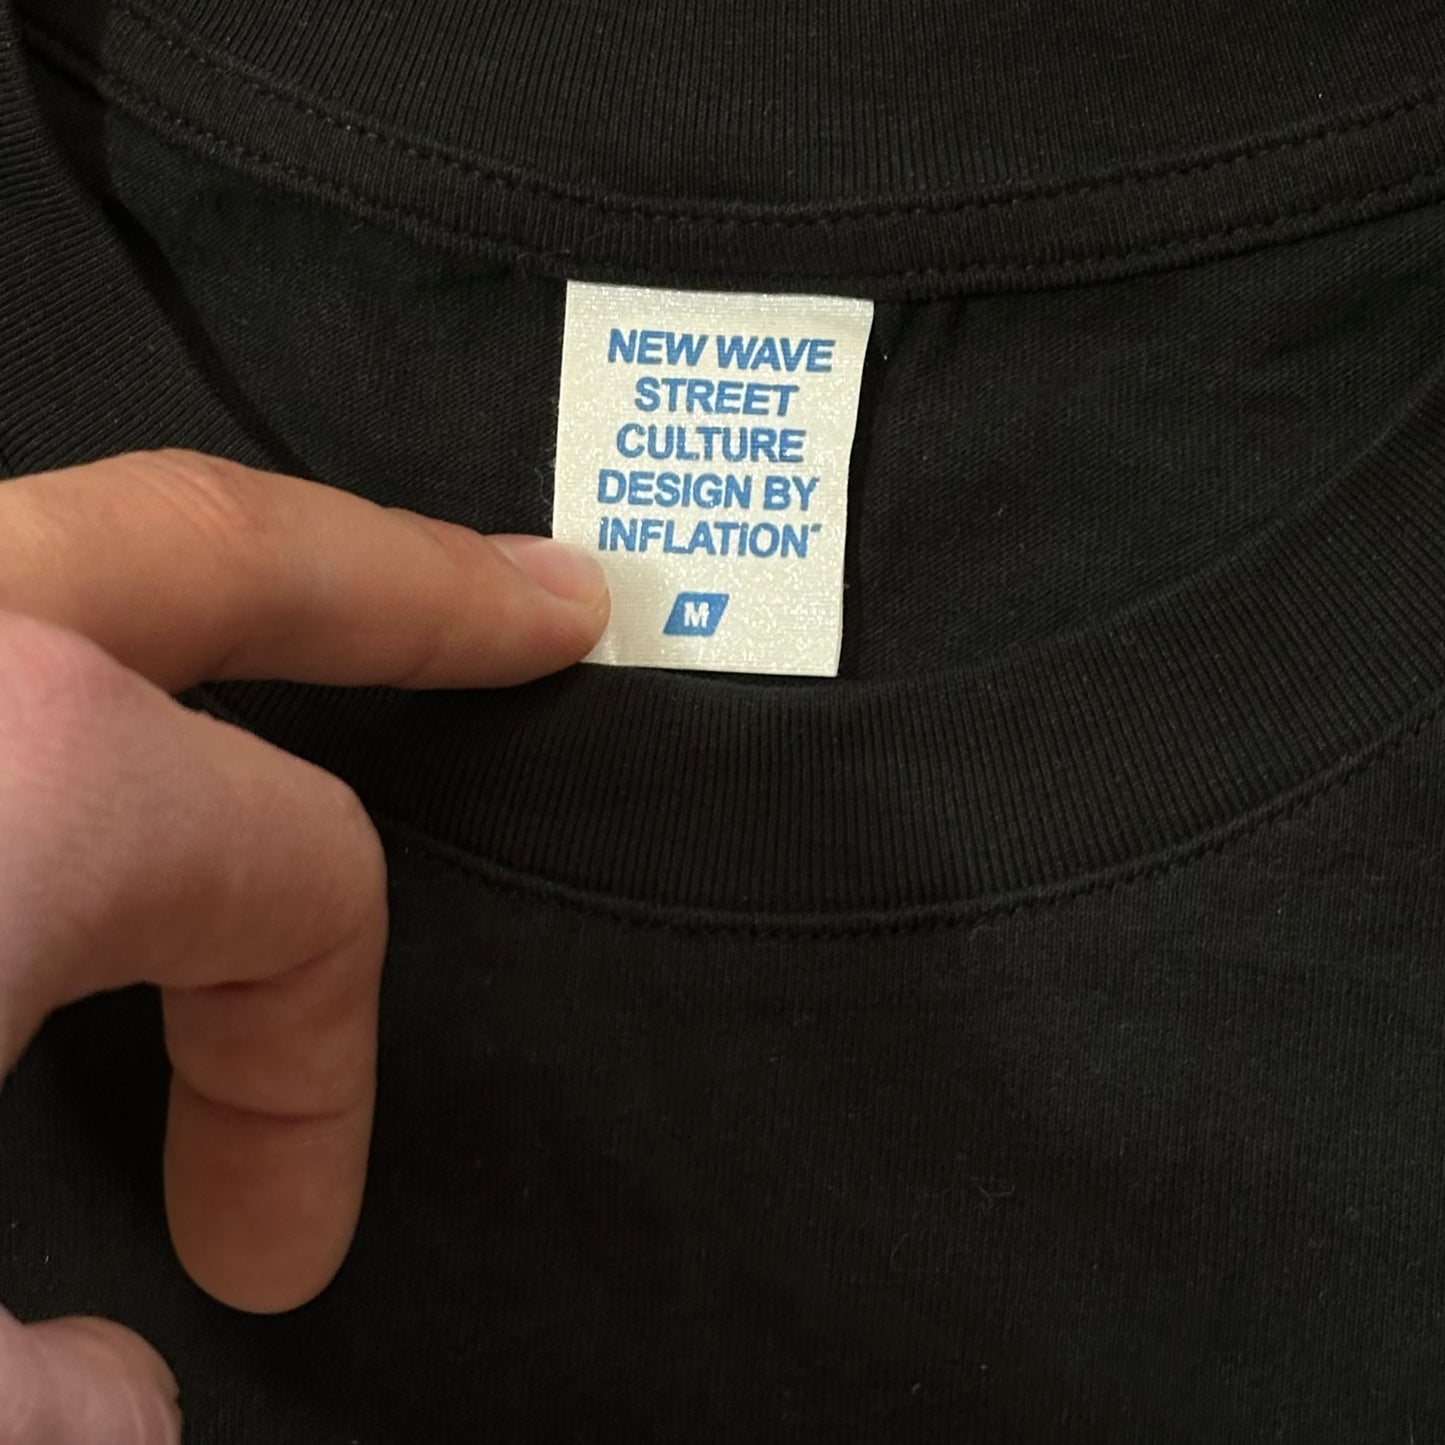 NEW WAVE
STREET
CULTURE
DESIGN BY
INFLATION
M